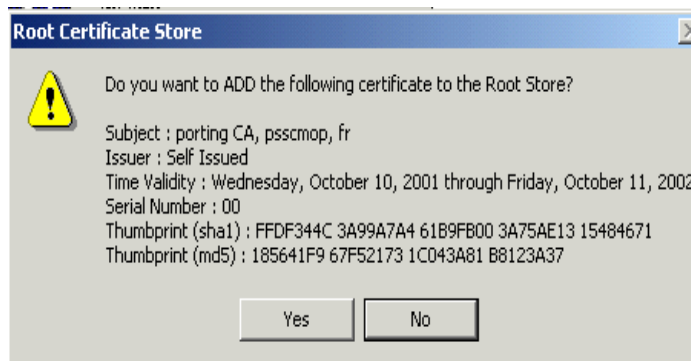 Root Certificate Store
Do you want to ADD the following certificate to the Root Store?
Subject : porting CA, psscmop, fr
Issuer : Self Issued
Time Validity : Wednesday, October 10, 2001 through Friday, October 11, 2002
Serial Number : 00
Thumbprint (sha1) : FFDF344C 3A99A7A4 61B9FB00 3A75AE13 15484671
Thumbprint (md5) : 185641F9 67F52173 1C043A81 B8123A37
Yes
No